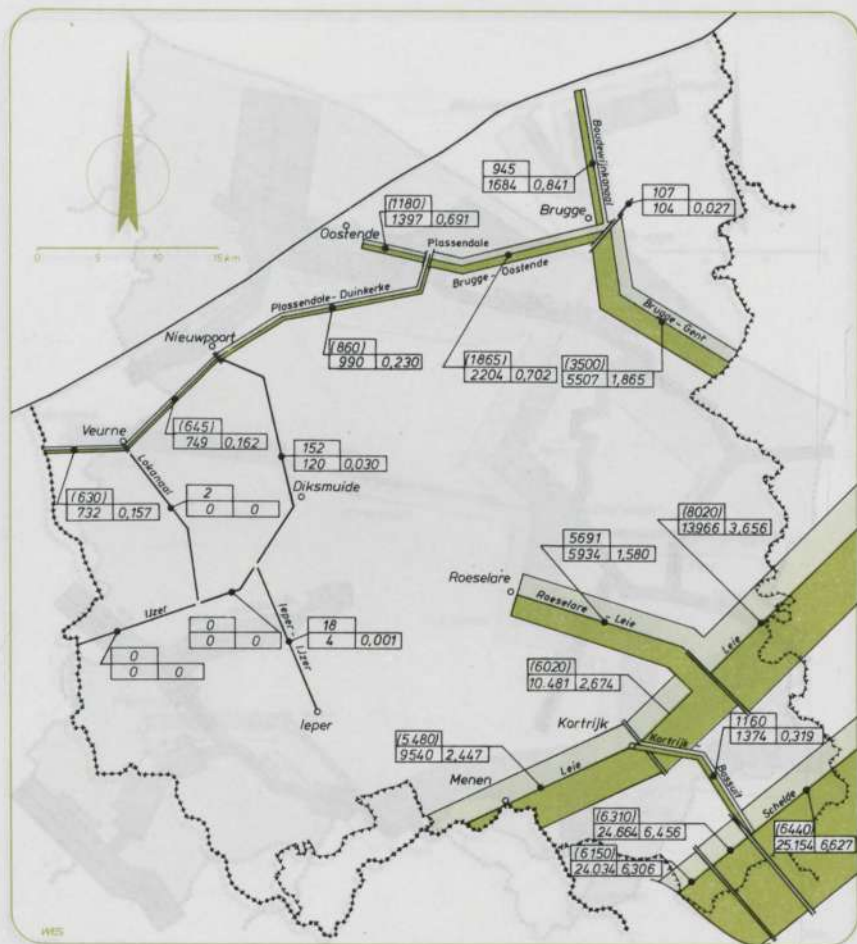 945
1684 0,841
Boudewijnkanaal
107
104 0,027
(1180)
1397 0,691
Brugge
Oostende
Plassendale
0 5 10 15 km
Brugge - Oostende
Plassendale - Duinkerke
Brugge - Gent
Nieuwpoort
(860)
990 0,230
(1865)
2204 0,702
(3500)
5507 1,865
(645)
749 0,162
Veurne
Lokanaal
152
120 0,030
Diksmuide
(630)
732 0,157
2
0 0
(8020)
13966 3,656
5691
5934 1,580
Roeselare
Roeselare - Leie
IJzer
Ieper - IJzer
0
0 0
18
4 0,001
Leie
0
0 0
(6020)
10.481 2,674
Ieper
Kortrijk
1160
1374 0,319
(5480)
9540 2,447
Kortrijk
Leie
Bossuit
Menen
Schelde
(6310)
24.664 6,456
(6440)
25.154 6,627
(6150)
24.034 6,306
WES